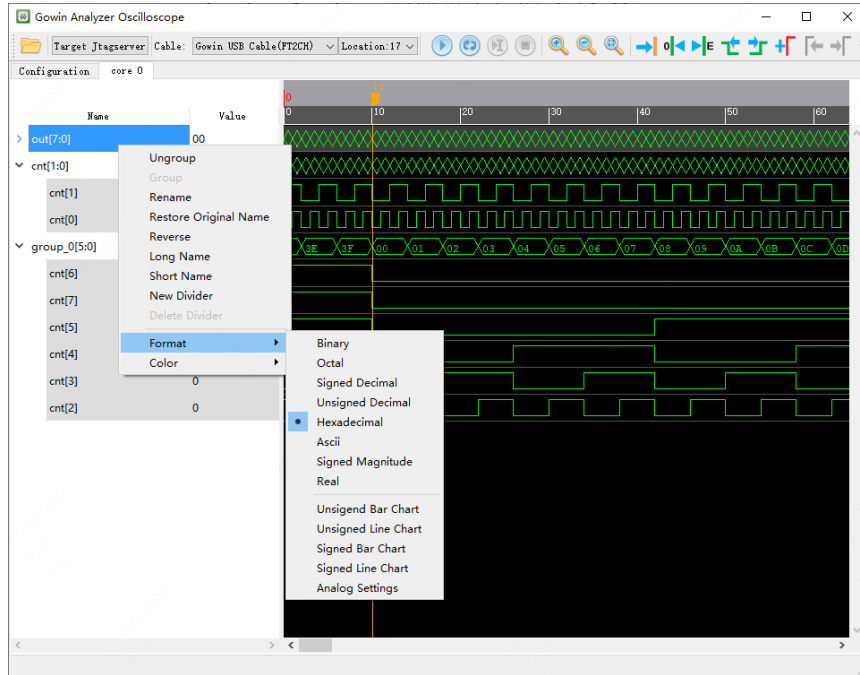 Gowin Analyzer Oscilloscope
Target Jtagserver Cable: Gowin USB Cable(FT2CH) Location:17
Configuration core 0
Name Value
0 10
0 10 20 30 40 50 60
out[7:0] 00
cnt[1:0]
cnt[1]
cnt[0]
group_0[5:0] 3E 3F 00 01 02 03 04 05 06 07 08 09 0A 0B 0C 0D
cnt[6]
cnt[7]
cnt[5]
cnt[4]
cnt[3] 0
cnt[2] 0
Ungroup
Group
Rename
Restore Original Name
Reverse
Long Name
Short Name
New Divider
Delete Divider
Format
Color
Binary
Octal
Signed Decimal
Unsigned Decimal
Hexadecimal
Ascii
Signed Magnitude
Real
Unsigend Bar Chart
Unsigned Line Chart
Signed Bar Chart
Signed Line Chart
Analog Settings